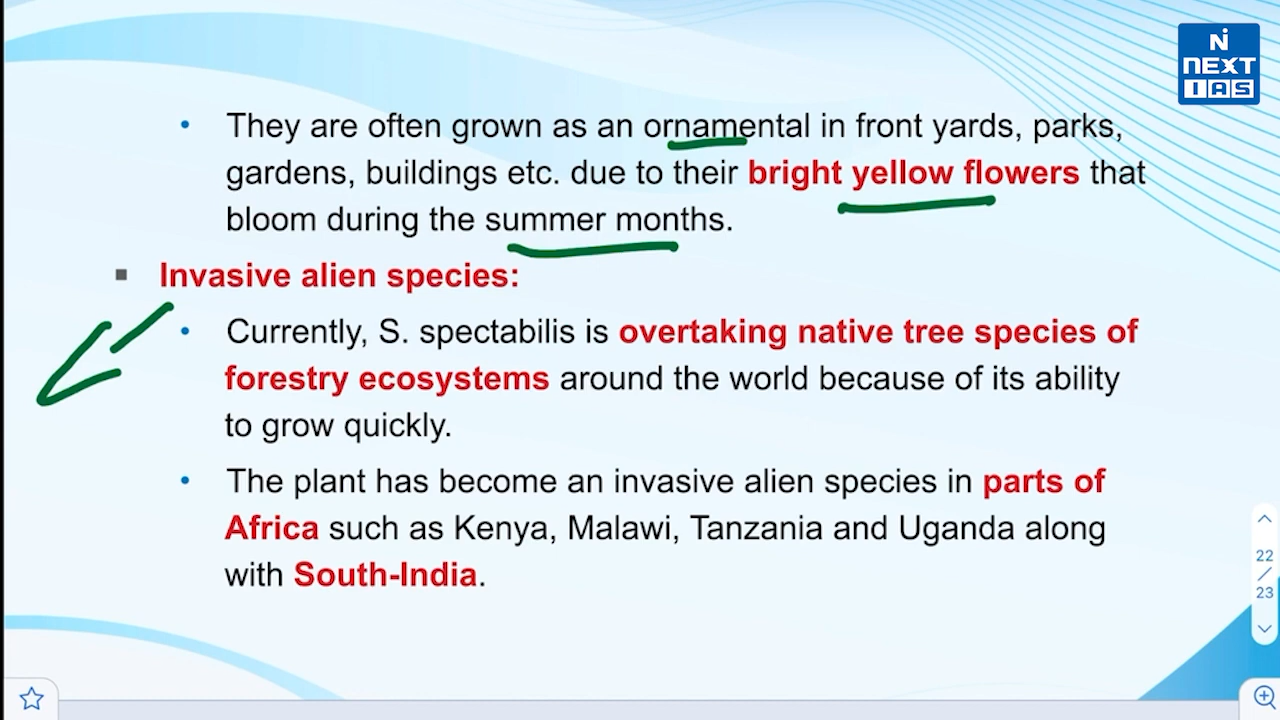 NEXT
IAS
• They are often grown as an ornamental in front yards, parks,
gardens, buildings etc. due to their bright yellow flowers that
bloom during the summer months.
▪ Invasive alien species:
• Currently, S. spectabilis is overtaking native tree species of
forestry ecosystems around the world because of its ability
to grow quickly.
• The plant has become an invasive alien species in parts of
Africa such as Kenya, Malawi, Tanzania and Uganda along
with South-India.
22
/
23